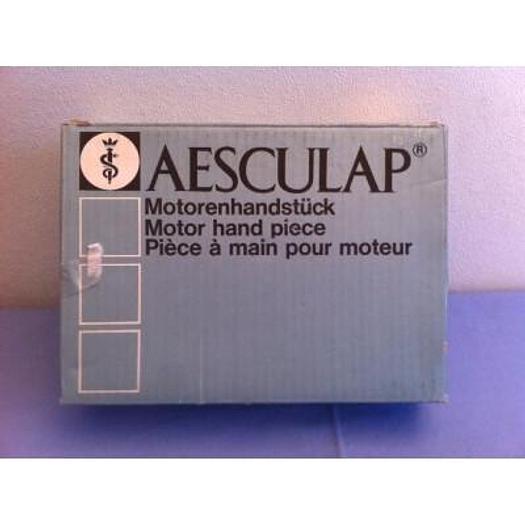 AESCULAP®
Motorenhandstück
Motor hand piece
Pièce à main pour moteur